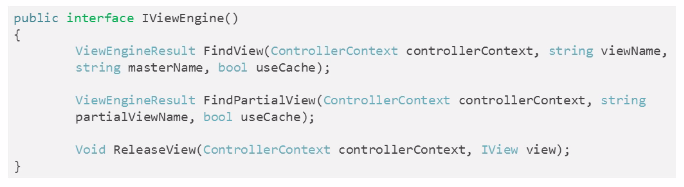 public interface IViewEngine()
{
ViewEngineResult FindView(ControllerContext controllerContext, string viewName,
string masterName, bool useCache);
ViewEngineResult FindPartialView(ControllerContext controllerContext, string
partialViewName, bool useCache);
Void ReleaseView(ControllerContext controllerContext, IView view);
}